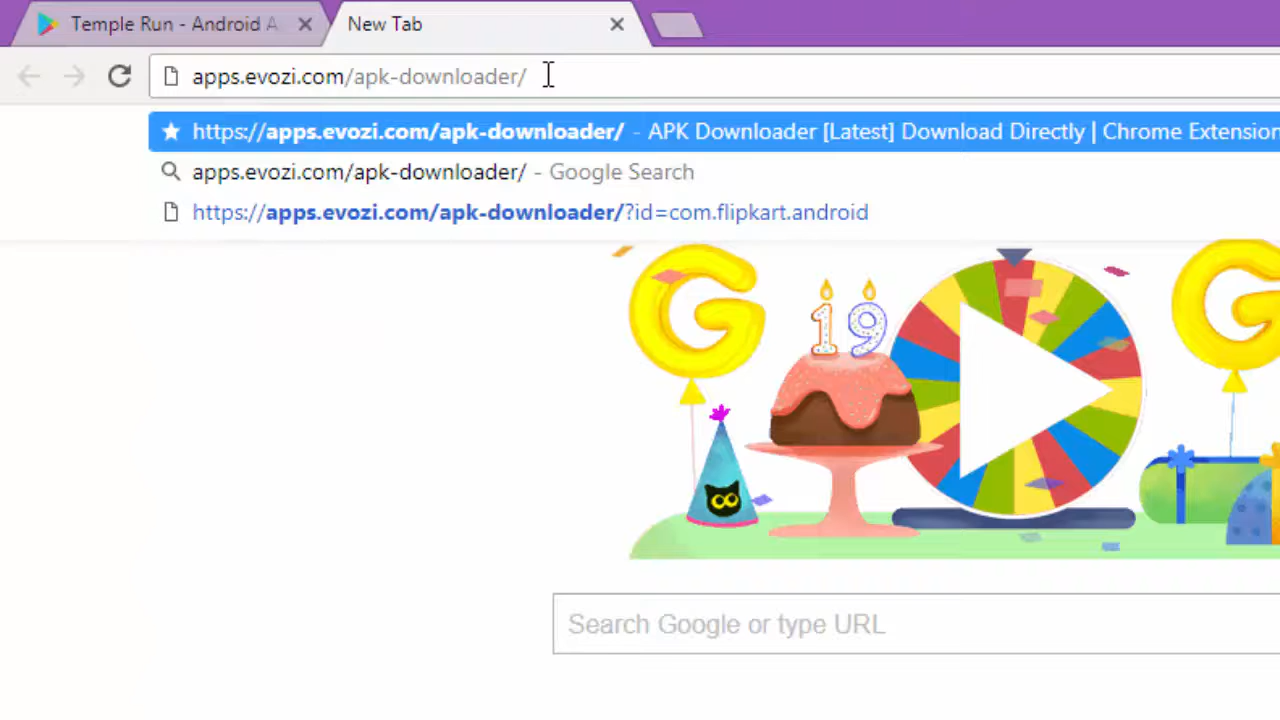 Temple Run - Android A
New Tab
apps.evozi.com/apk-downloader/
https://apps.evozi.com/apk-downloader/ - APK Downloader [Latest] Download Directly | Chrome Extension
apps.evozi.com/apk-downloader/ - Google Search
https://apps.evozi.com/apk-downloader/?id=com.flipkart.android
G 19 G
Search Google or type URL